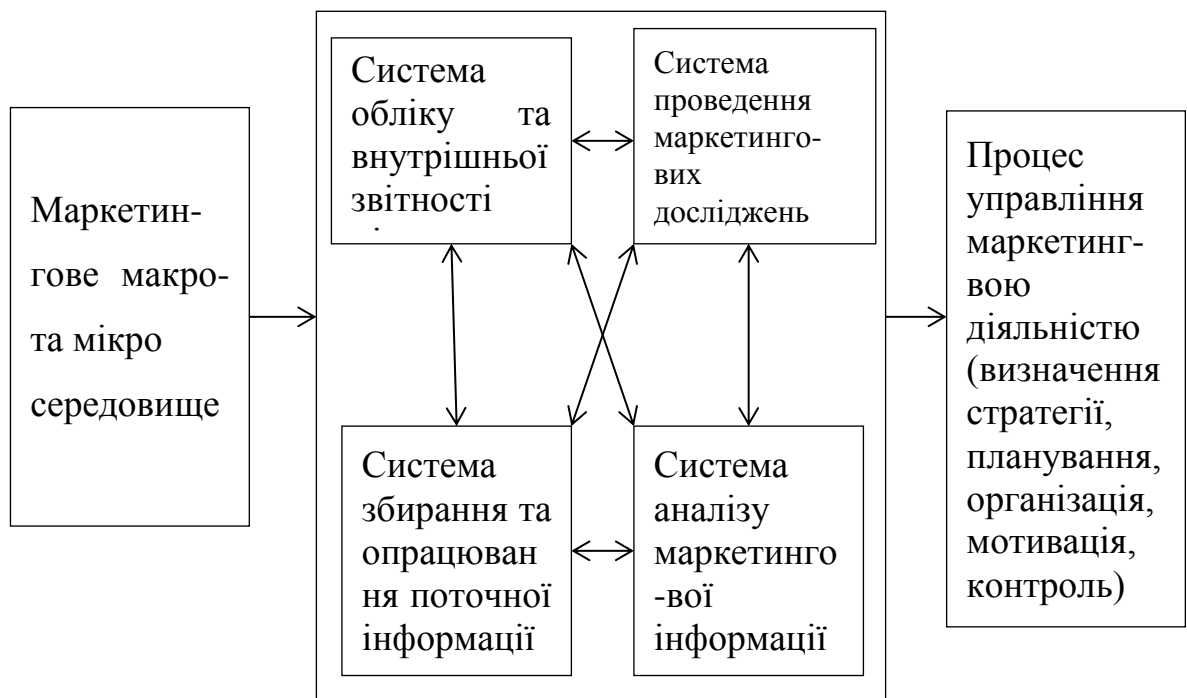 Маркетин-
гове макро-
та мікро
середовище
Система
обліку та
внутрішньої
звітності
Система
проведення
маркетинго-
вих
досліджень
Система
збирання та
опрацюван
ня поточної
інформації
Система
аналізу
маркетинго
-вої
інформації
Процес
управління
маркетинг-
вою
діяльністю
(визначення
стратегії,
планування,
організація,
мотивація,
контроль)